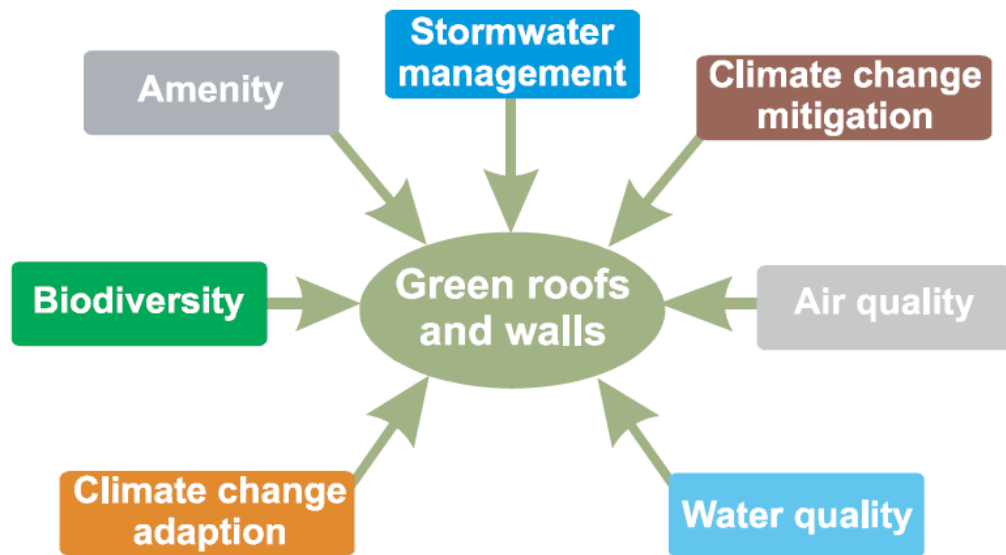 Stormwater
management
Amenity
Climate change
mitigation
Biodiversity
Green roofs
and walls
Air quality
Climate change
adaption
Water quality